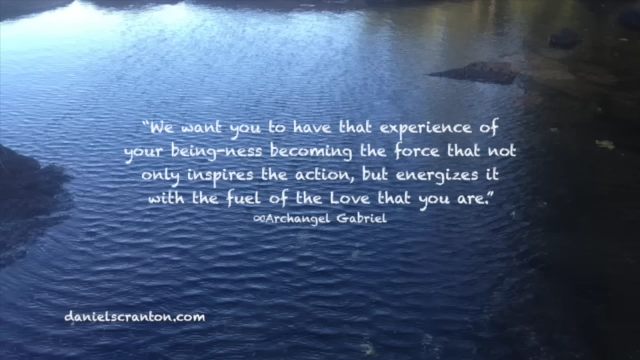 “We want you to have that experience of
your being-ness becoming the force that not
only inspires the action, but energizes it
with the fuel of the Love that you are.”
∞Archangel Gabriel
danielscranton.com